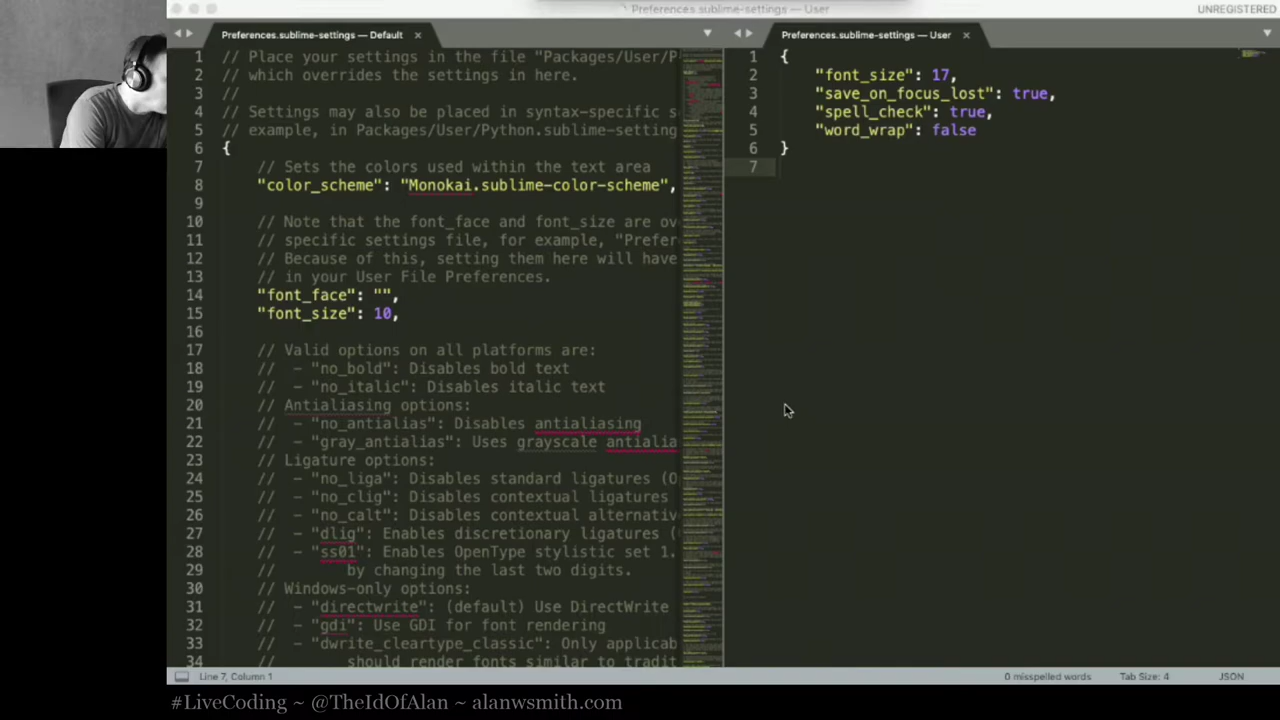 Preferences.sublime-settings — User
UNREGISTERED
Preferences.sublime-settings — Default
1 // Place your settings in the file "Packages/User/P
2 // which overrides the settings in here.
3 //
4 // Settings may also be placed in syntax-specific s
5 // example, in Packages/User/Python.sublime-setting
6 {
7 // Sets the colors used within the text area
8 "color_scheme": "Monokai.sublime-color-scheme",
9
10 // Note that the font_face and font_size are ov
11 // specific settings file, for example, "Prefer
12 // Because of this, setting them here will have
13 // in your User File Preferences.
14 "font_face": "",
15 "font_size": 10,
16
17 // Valid options on all platforms are:
18 // - "no_bold": Disables bold text
19 // - "no_italic": Disables italic text
20 // Antialiasing options:
21 // - "no_antialias": Disables antialiasing
22 // - "gray_antialias": Uses grayscale antialia
23 // Ligature options:
24 // - "no_liga": Disables standard ligatures (O
25 // - "no_clig": Disables contextual ligatures
26 // - "no_calt": Disables contextual alternativ
27 // - "dlig": Enables discretionary ligatures (
28 // - "ss01": Enables OpenType stylistic set 1.
29 // by changing the last two digits.
30 // Windows-only options:
31 // - "directwrite": (default) Use DirectWrite
32 // - "gdi": Use GDI for font rendering
33 // - "dwrite_cleartype_classic": Only applicab
34 // should render fonts similar to tradit
Preferences.sublime-settings — User
1 {
2 "font_size": 17,
3 "save_on_focus_lost": true,
4 "spell_check": true,
5 "word_wrap": false
6 }
7
Line 7, Column 1
0 misspelled words
Tab Size: 4
JSON
#LiveCoding ~ @TheIdOfAlan ~ alanwsmith.com